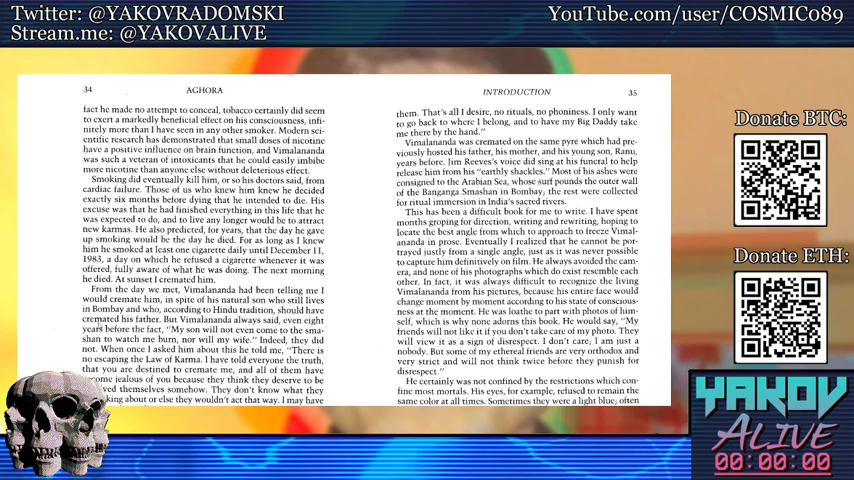 Twitter: @YAKOVRADOMSKI
Stream.me: @YAKOVALIVE
YouTube.com/user/COSMIC089
34
AGHORA
fact he made no attempt to conceal, tobacco certainly did seem
to exert a markedly beneficial effect on his consciousness, infi-
nitely more than I have seen in any other smoker. Modern sci-
entific research has demonstrated that small doses of nicotine
have a positive influence on brain function, and Vimalananda
was such a veteran of intoxicants that he could easily imbibe
more nicotine than anyone else without deleterious effect.
Smoking did eventually kill him, or so his doctors said, from
cardiac failure. Those of us who knew him knew he decided
exactly six months before dying that he intended to die. His
excuse was that he had finished everything in this life that he
was expected to do, and to live any longer would be to attract
new karmas. He also predicted, for years, that the day he gave
up smoking would be the day he died. For as long as I knew
him he smoked at least one cigarette daily until December 11,
1983, a day on which he refused a cigarette whenever it was
offered, fully aware of what he was doing. The next morning
he died. At sunset I cremated him.
From the day we met, Vimalananda had been telling me I
would cremate him, in spite of his natural son who still lives
in Bombay and who, according to Hindu tradition, should have
cremated his father. But Vimalananda always said, even eight
years before the fact, "My son will not even come to the sma-
shan to watch me burn, nor will my wife." Indeed, they did
not. When once I asked him about this he told me, "There is
no escaping the Law of Karma. I have told everyone the truth,
that you are destined to cremate me, and all of them have
ome jealous of you because they think they deserve to be
ved themselves somehow. They don't know what they
king about or else they wouldn't act that way. I may have
INTRODUCTION
35
them. That's all I desire, no rituals, no phoniness. I only want
to go back to where I belong, and to have my Big Daddy take
me there by the hand."
Vimalananda was cremated on the same pyre which had pre-
viously hosted his father, his mother, and his young son, Ranu,
years before. Jim Reeves's voice did sing at his funeral to help
release him from his "earthly shackles." Most of his ashes were
consigned to the Arabian Sea, whose surf pounds the outer wall
of the Banganga Smashan in Bombay; the rest were collected
for ritual immersion in India's sacred rivers.
This has been a difficult book for me to write. I have spent
months groping for direction, writing and rewriting, hoping to
locate the best angle from which to approach to freeze Vimal-
ananda in prose. Eventually I realized that he cannot be por-
trayed justly from a single angle, just as it was never possible
to capture him definitively on film. He always avoided the cam-
era, and none of his photographs which do exist resemble each
other. In fact, it was always difficult to recognize the living
Vimalananda from his pictures, because his entire face would
change moment by moment according to his state of conscious-
ness at the moment. He was loathe to part with photos of him-
self, which is why none adorns this book. He would say, "My
friends will not like it if you don't take care of my photo. They
will view it as a sign of disrespect. I don't care; I am just a
nobody. But some of my ethereal friends are very orthodox and
very strict and will not think twice before they punish for
disrespect."
He certainly was not confined by the restrictions which con-
fine most mortals. His eyes, for example, refused to remain the
same color at all times. Sometimes they were a light blue, often
Donate BTC:
Donate ETH:
YAKOV
ALIVE
00:00:00